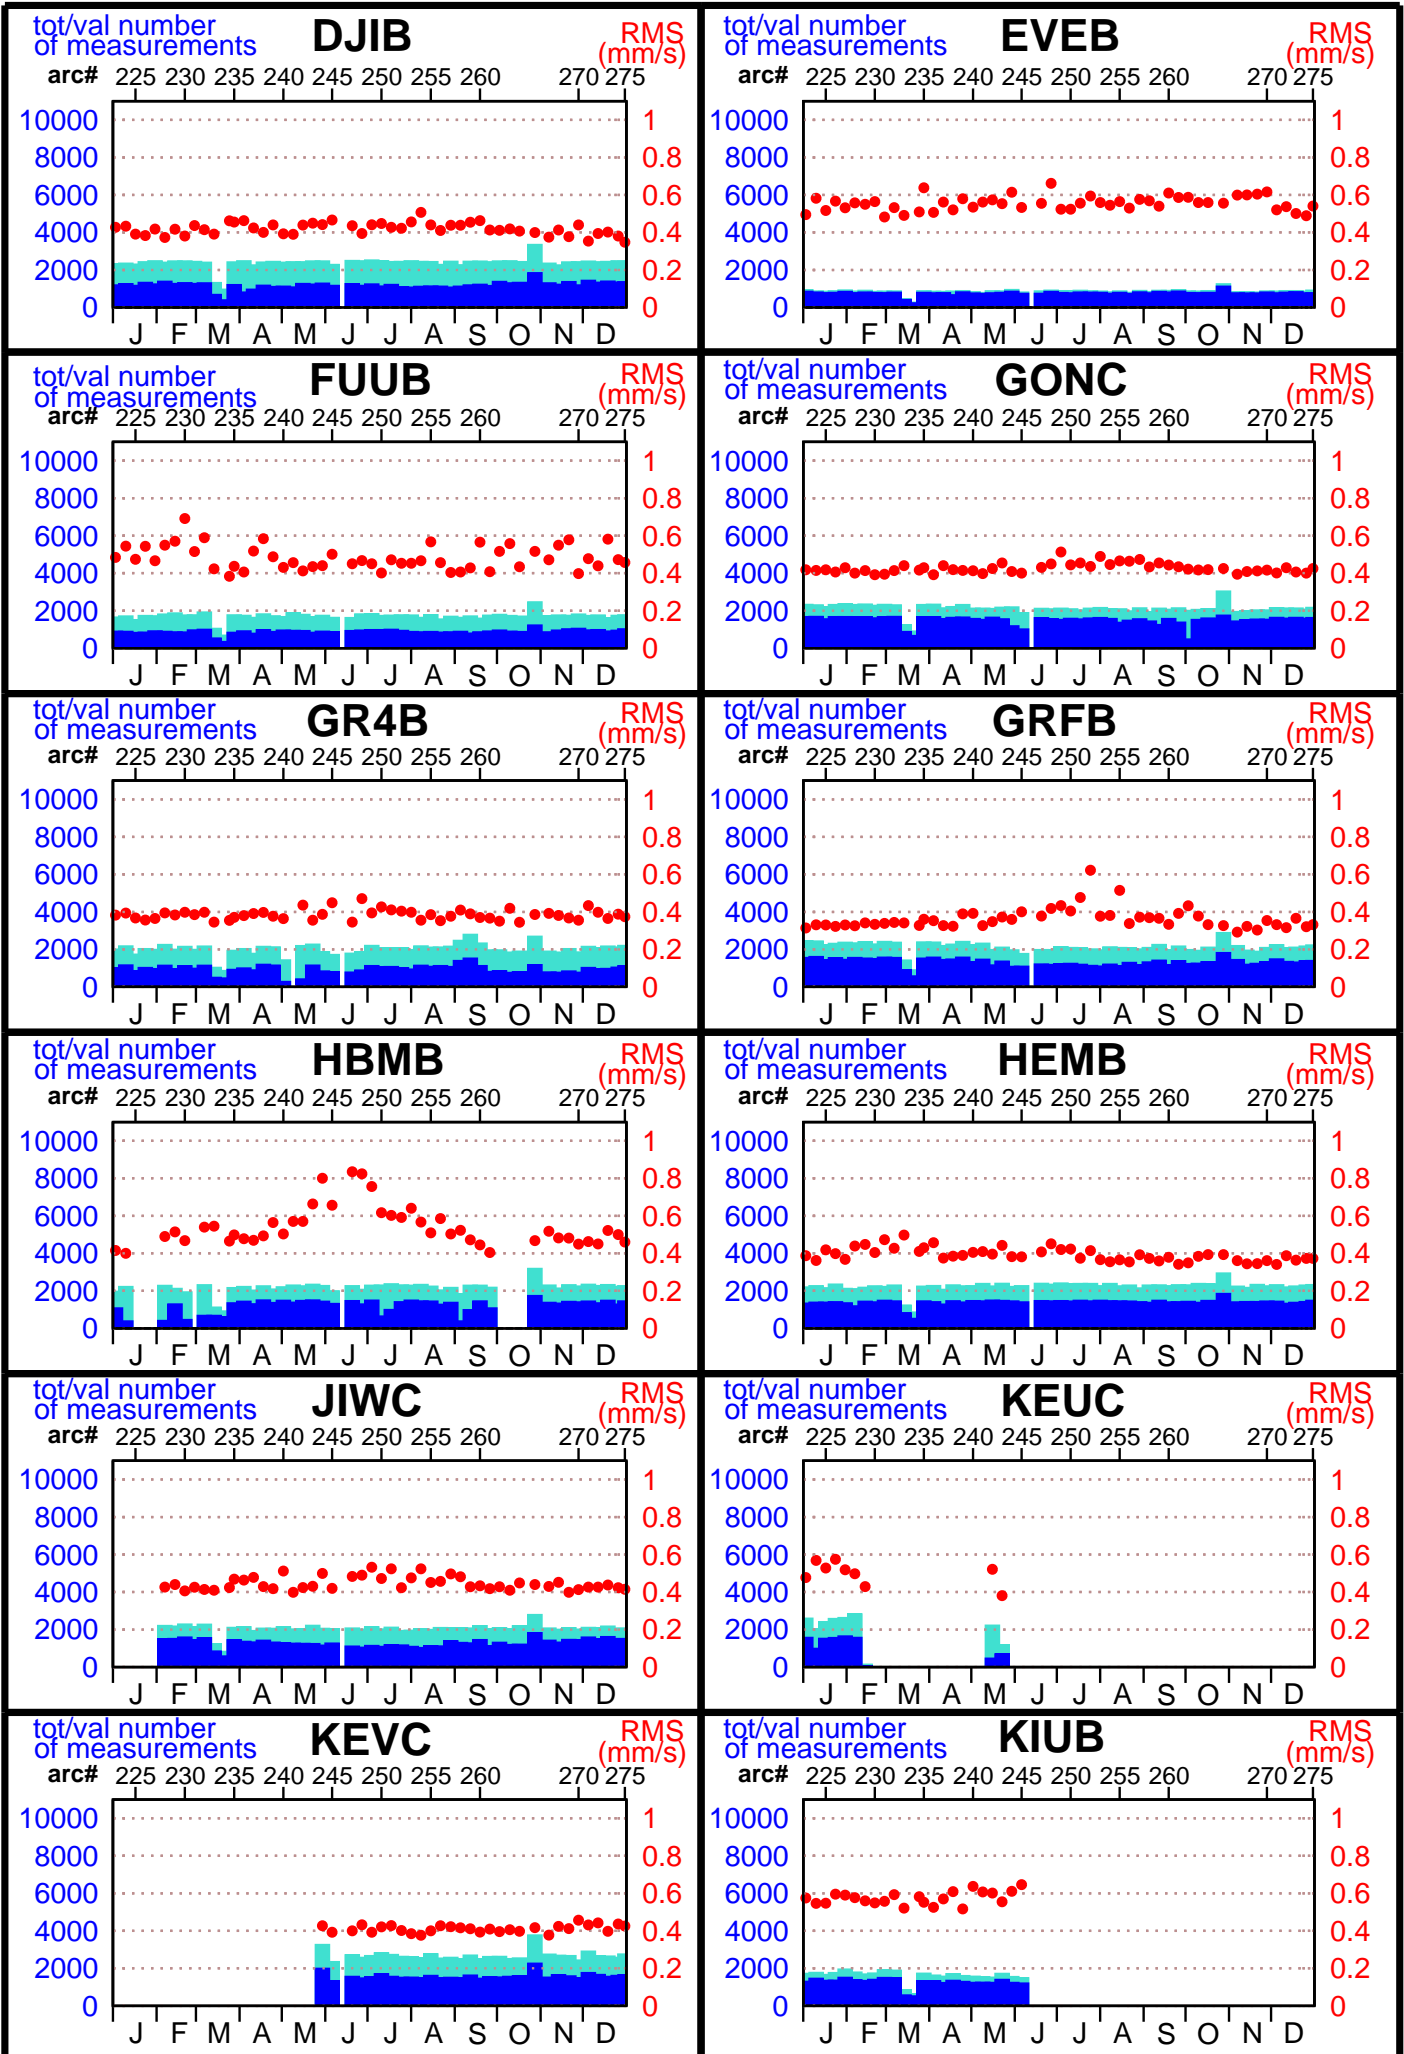 tot/val number of measurements DJIB RMS (mm/s)
arc# 225 230 235 240 245 250 255 260 270 275
10000 1
8000 0.8
6000 0.6
4000 0.4
2000 0.2
0 0
J F M A M J J A S O N D
tot/val number of measurements EVEB RMS (mm/s)
arc# 225 230 235 240 245 250 255 260 270 275
10000 1
8000 0.8
6000 0.6
4000 0.4
2000 0.2
0 0
J F M A M J J A S O N D
tot/val number of measurements FUUB RMS (mm/s)
arc# 225 230 235 240 245 250 255 260 270 275
10000 1
8000 0.8
6000 0.6
4000 0.4
2000 0.2
0 0
J F M A M J J A S O N D
tot/val number of measurements GONC RMS (mm/s)
arc# 225 230 235 240 245 250 255 260 270 275
10000 1
8000 0.8
6000 0.6
4000 0.4
2000 0.2
0 0
J F M A M J J A S O N D
tot/val number of measurements GR4B RMS (mm/s)
arc# 225 230 235 240 245 250 255 260 270 275
10000 1
8000 0.8
6000 0.6
4000 0.4
2000 0.2
0 0
J F M A M J J A S O N D
tot/val number of measurements GRFB RMS (mm/s)
arc# 225 230 235 240 245 250 255 260 270 275
10000 1
8000 0.8
6000 0.6
4000 0.4
2000 0.2
0 0
J F M A M J J A S O N D
tot/val number of measurements HBMB RMS (mm/s)
arc# 225 230 235 240 245 250 255 260 270 275
10000 1
8000 0.8
6000 0.6
4000 0.4
2000 0.2
0 0
J F M A M J J A S O N D
tot/val number of measurements HEMB RMS (mm/s)
arc# 225 230 235 240 245 250 255 260 270 275
10000 1
8000 0.8
6000 0.6
4000 0.4
2000 0.2
0 0
J F M A M J J A S O N D
tot/val number of measurements JIWC RMS (mm/s)
arc# 225 230 235 240 245 250 255 260 270 275
10000 1
8000 0.8
6000 0.6
4000 0.4
2000 0.2
0 0
J F M A M J J A S O N D
tot/val number of measurements KEUC RMS (mm/s)
arc# 225 230 235 240 245 250 255 260 270 275
10000 1
8000 0.8
6000 0.6
4000 0.4
2000 0.2
0 0
J F M A M J J A S O N D
tot/val number of measurements KEVC RMS (mm/s)
arc# 225 230 235 240 245 250 255 260 270 275
10000 1
8000 0.8
6000 0.6
4000 0.4
2000 0.2
0 0
J F M A M J J A S O N D
tot/val number of measurements KIUB RMS (mm/s)
arc# 225 230 235 240 245 250 255 260 270 275
10000 1
8000 0.8
6000 0.6
4000 0.4
2000 0.2
0 0
J F M A M J J A S O N D